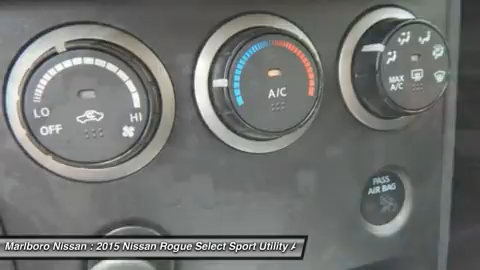 LO
HI
OFF
A/C
MAX
A/C
PASS
AIR BAG
Marlboro Nissan : 2015 Nissan Rogue Select Sport Utility